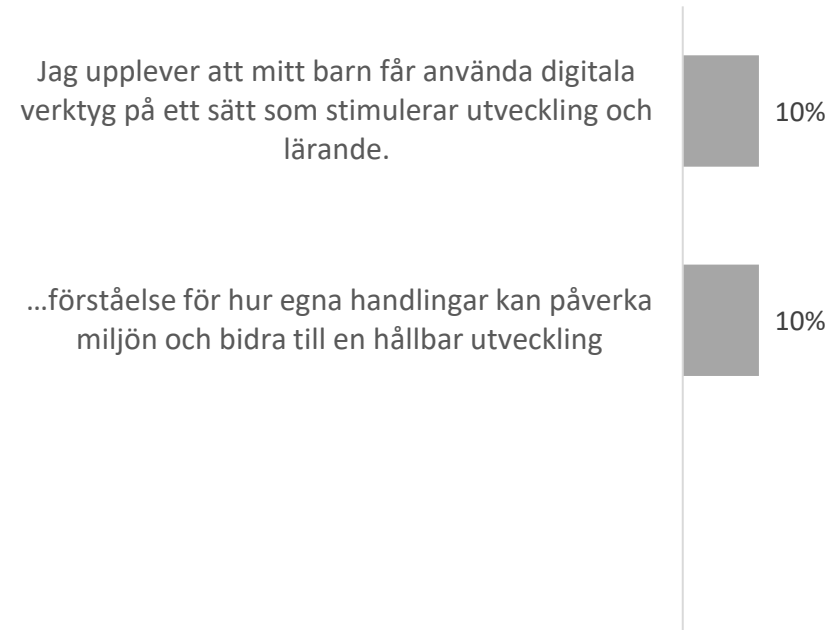 Jag upplever att mitt barn får använda digitala
verktyg på ett sätt som stimulerar utveckling och
lärande.
10%
...förståelse för hur egna handlingar kan påverka
miljön och bidra till en hållbar utveckling
10%